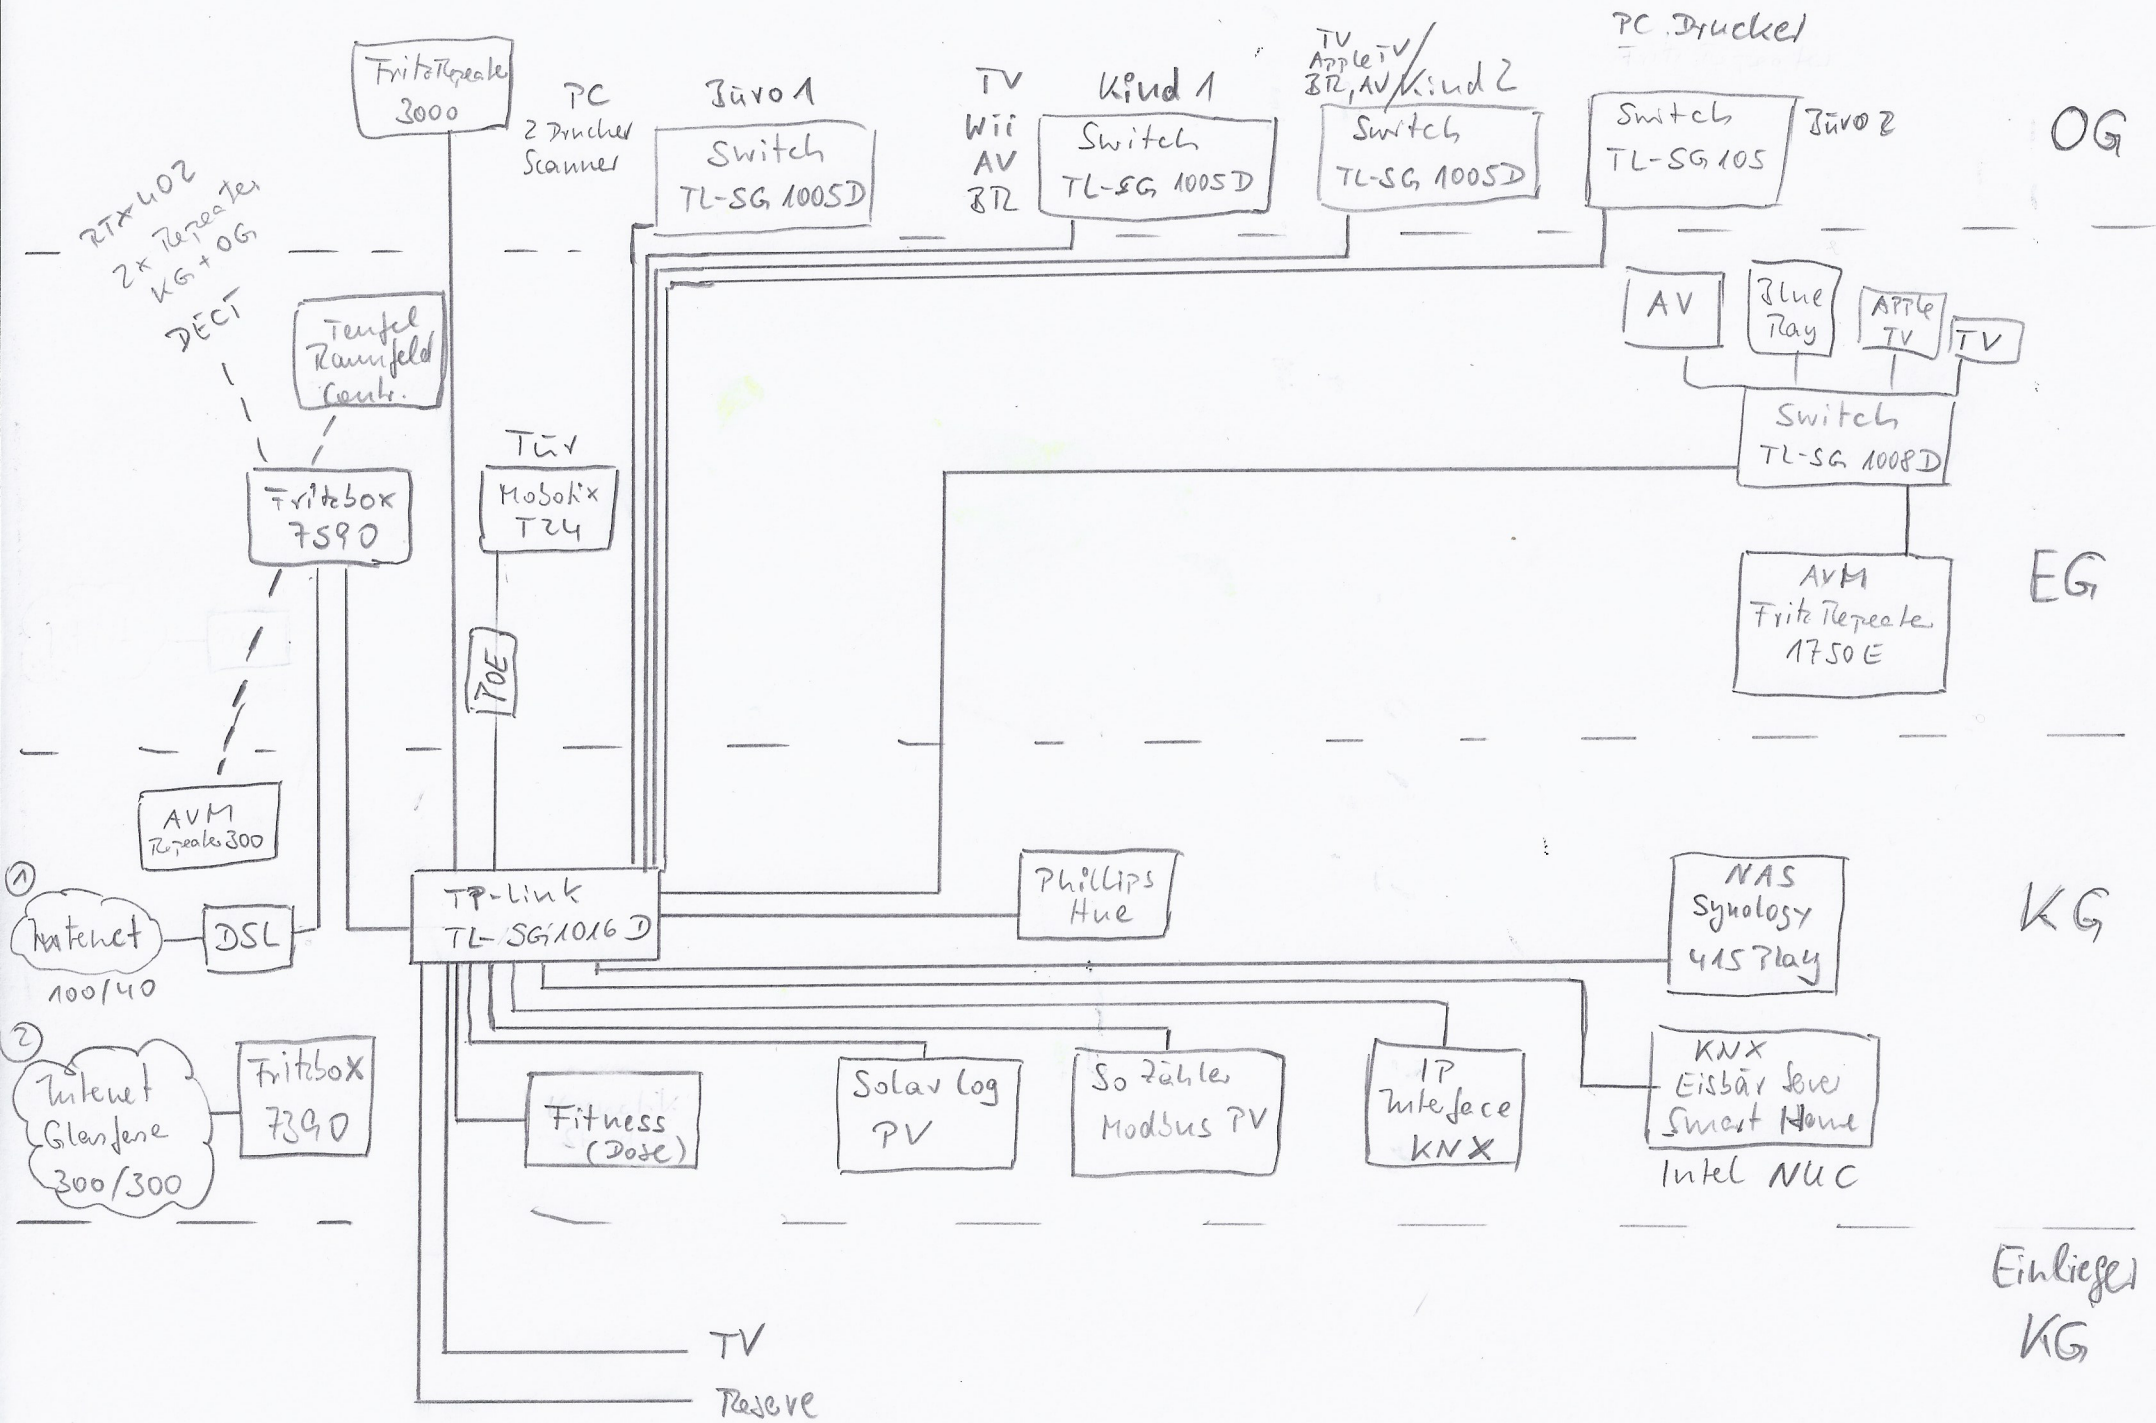 FritzRepeater
3000
PC
2 Drucker
Scanner
Büro 1
Switch
TL-SG 1005D
TV
Wii
AV
BR
Kind 1
Switch
TL-SG 1005D
TV
Apple TV
BR, AV
Kind 2
Switch
TL-SG 1005D
PC Drucker
Switch
TL-SG 105
Büro 2
OG
RTX 402
2x Repeater
KG + OG
DECT
Teufel
Raumfeld
Contr.
AV
Blue
Ray
Apple
TV
TV
Switch
TL-SG 1008D
Fritzbox
7590
Tür
Mobotix
T24
POE
AVM
FritzRepeater
1750E
EG
AVM
Repeater 300
1
DSL
100/40
TP-Link
TL-SG1016D
Phillips
Hue
NAS
Synology
415 Play
KG
2
Intenet
Glasfase
300/300
Fritzbox
7390
Fitness
(Dose)
Solar Log
PV
So Zähler
Modbus PV
IP
Interface
KNX
KNX
Eisbär Sever
Smart Home
Intel NUC
Einlieger
KG
TV
Reserve